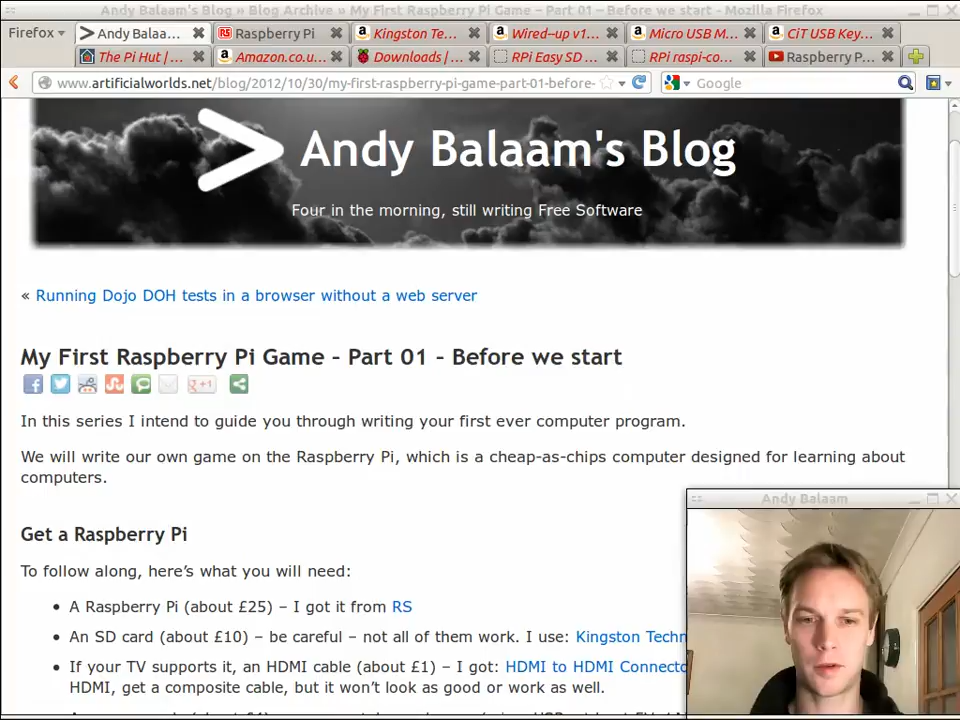 Andy Balaam's Blog » Blog Archive » My First Raspberry Pi Game – Part 01 – Before we start - Mozilla Firefox
Firefox
Andy Balaa...
Raspberry Pi
Kingston Te...
Wired-up v1...
Micro USB M...
CiT USB Key...
The Pi Hut |...
Amazon.co.u...
Downloads |...
RPi Easy SD ...
RPi raspi-co...
Raspberry P...
www.artificialworlds.net/blog/2012/10/30/my-first-raspberry-pi-game-part-01-before-
Google
> Andy Balaam's Blog
Four in the morning, still writing Free Software
« Running Dojo DOH tests in a browser without a web server
My First Raspberry Pi Game – Part 01 – Before we start
+1
In this series I intend to guide you through writing your first ever computer program.
We will write our own game on the Raspberry Pi, which is a cheap-as-chips computer designed for learning about
computers.
Andy Balaam
Get a Raspberry Pi
To follow along, here's what you will need:
• A Raspberry Pi (about £25) – I got it from RS
• An SD card (about £10) – be careful – not all of them work. I use: Kingston Techn
• If your TV supports it, an HDMI cable (about £1) – I got: HDMI to HDMI Connecto
HDMI, get a composite cable, but it won't look as good or work as well.